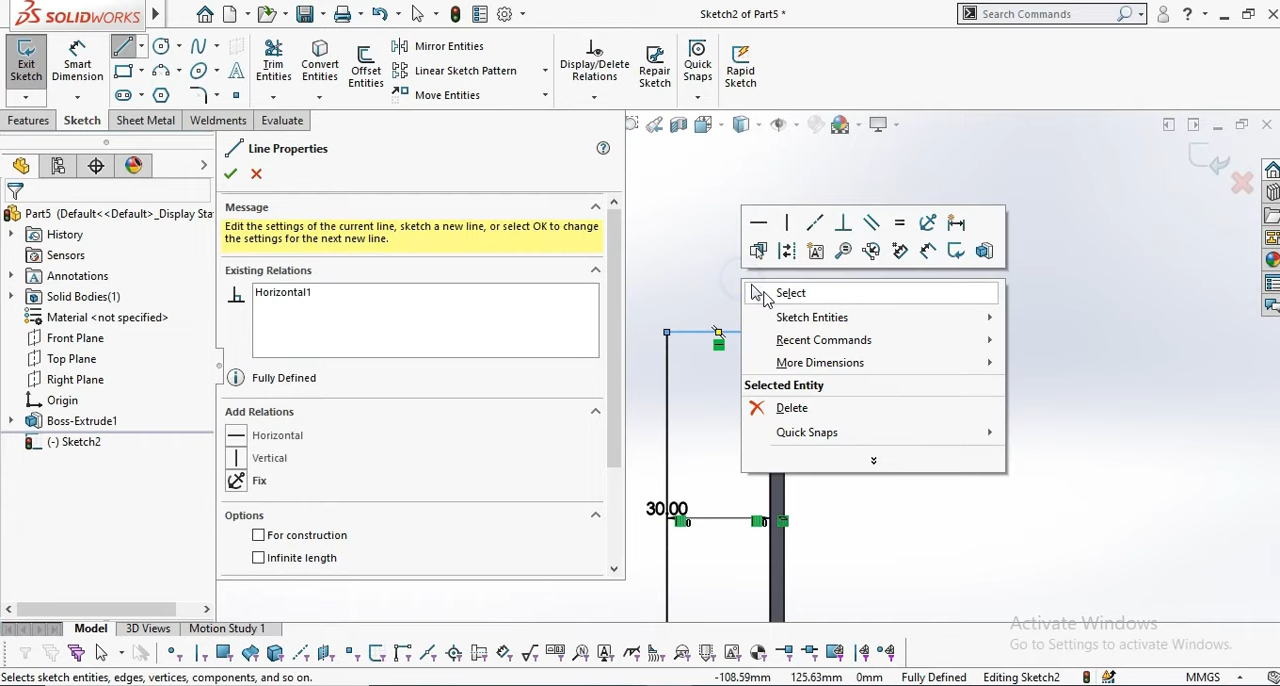 SOLIDWORKS
Sketch2 of Part5 *
Search Commands
Exit Sketch
Smart Dimension
Trim Entities
Convert Entities
Offset Entities
Mirror Entities
Linear Sketch Pattern
Move Entities
Display/Delete Relations
Repair Sketch
Quick Snaps
Rapid Sketch
Features
Sketch
Sheet Metal
Weldments
Evaluate
Part5 (Default<<Default>_Display Sta
History
Sensors
Annotations
Solid Bodies(1)
Material <not specified>
Front Plane
Top Plane
Right Plane
Origin
Boss-Extrude1
(-) Sketch2
Line Properties
Message
Edit the settings of the current line, sketch a new line, or select OK to change
the settings for the next new line.
Existing Relations
Horizontal1
Fully Defined
Add Relations
Horizontal
Vertical
Fix
Options
For construction
Infinite length
Select
Sketch Entities
Recent Commands
More Dimensions
Selected Entity
Delete
Quick Snaps
30.00
Activate Windows
Go to Settings to activate Windows.
Model
3D Views
Motion Study 1
Selects sketch entities, edges, vertices, components, and so on.
-108.59mm
125.63mm
0mm
Fully Defined
Editing Sketch2
MMGS